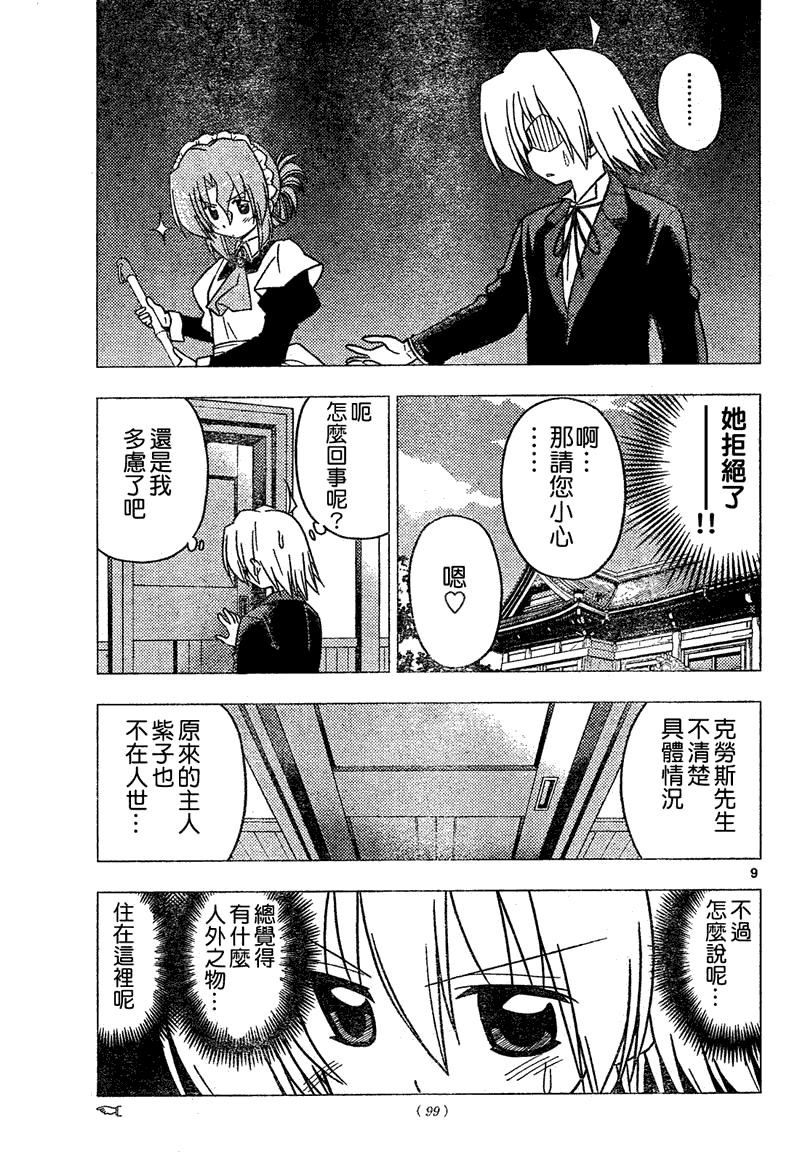 ………
她拒絕了
——!!
啊…
那請您小心
……
嗯♡
呃
怎麼回事呢？
還是我
多慮了吧
克勞斯先生
不清楚
具體情況
原來的主人
紫子也
不在人世…
9
不過
怎麼說呢…
總覺得
有什麼
人外之物…
住在這裡呢
（99）